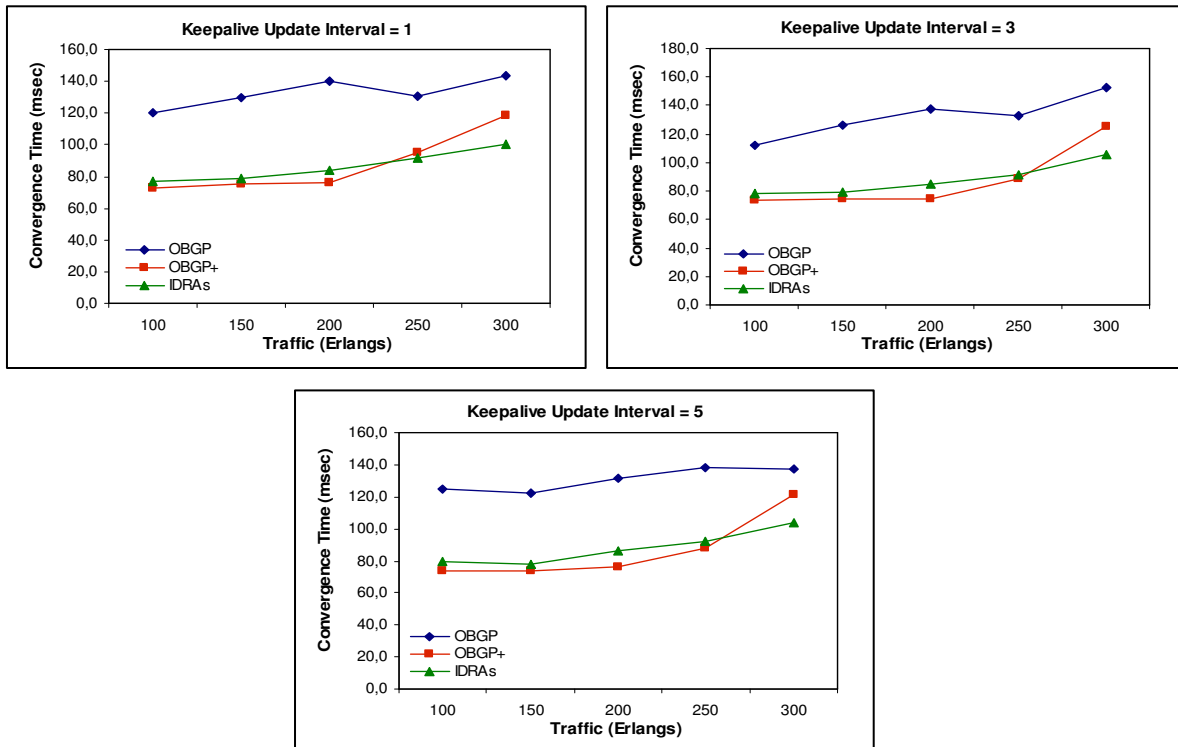 Keepalive Update Interval = 1
Convergence Time (msec)
160,0
140,0
120,0
100,0
80,0
60,0
40,0
20,0
0,0
OBGP
OBGP+
IDRAs
100 150 200 250 300
Traffic (Erlangs)
Keepalive Update Interval = 3
Convergence Time (msec)
180,0
160,0
140,0
120,0
100,0
80,0
60,0
40,0
20,0
0,0
OBGP
OBGP+
IDRAs
100 150 200 250 300
Traffic (Erlangs)
Keepalive Update Interval = 5
Convergence Time (msec)
160,0
140,0
120,0
100,0
80,0
60,0
40,0
20,0
0,0
OBGP
OBGP+
IDRAs
100 150 200 250 300
Traffic (Erlangs)